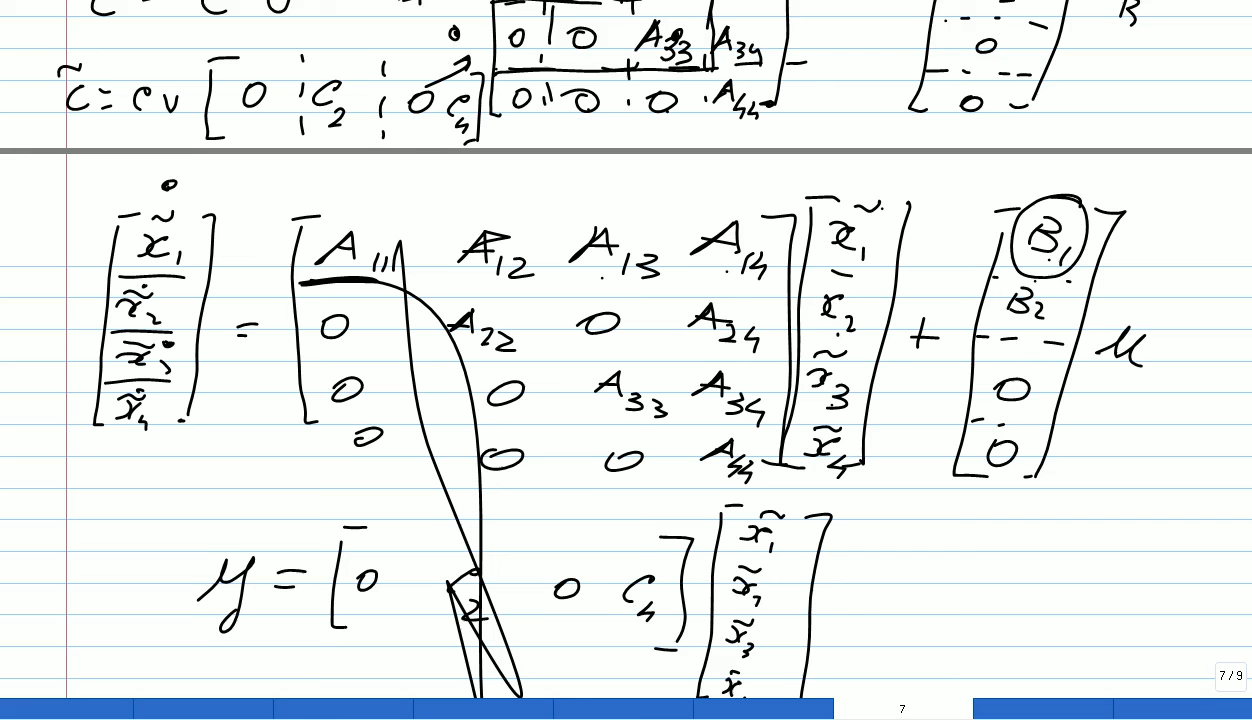 0 0 A33 A34
C̃ = CV [ 0 C2 0 C4 ] 0 0 0 A44
0
0
[ x̃̇1 x̃̇2 x̃̇3 x̃̇4 ] = [ A11 A12 A13 A14
0 A22 0 A24
0 0 A33 A34
0 0 0 A44 ] [ x̃1 x2 x̃3 x̃4 ] + [ B1 B2 0 0 ] u
y = [ 0 C2 0 C4 ] [ x̃1 x̃2 x̃3 x̃
7 / 9
7